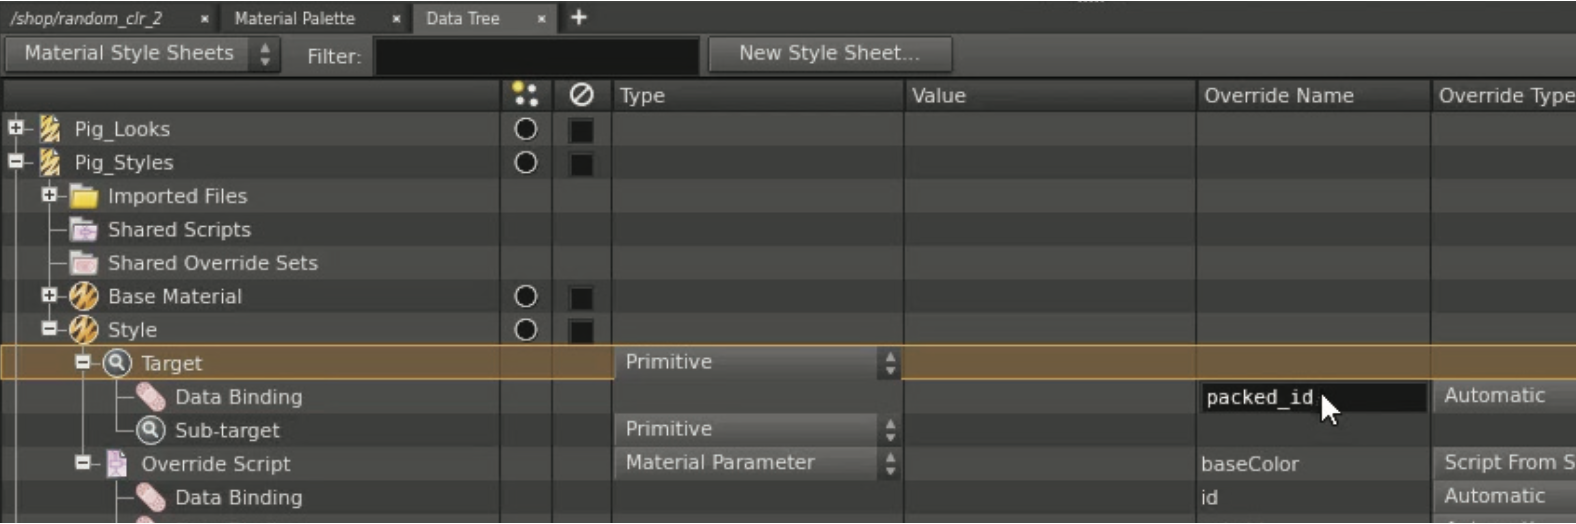 /shop/random_clr_2 × Material Palette × Data Tree × +
Material Style Sheets Filter: New Style Sheet...
Type Value Override Name Override Type
Pig_Looks
Pig_Styles
Imported Files
Shared Scripts
Shared Override Sets
Base Material
Style
Target Primitive
Data Binding packed_id Automatic
Sub-target Primitive
Override Script Material Parameter baseColor Script From S
Data Binding id Automatic